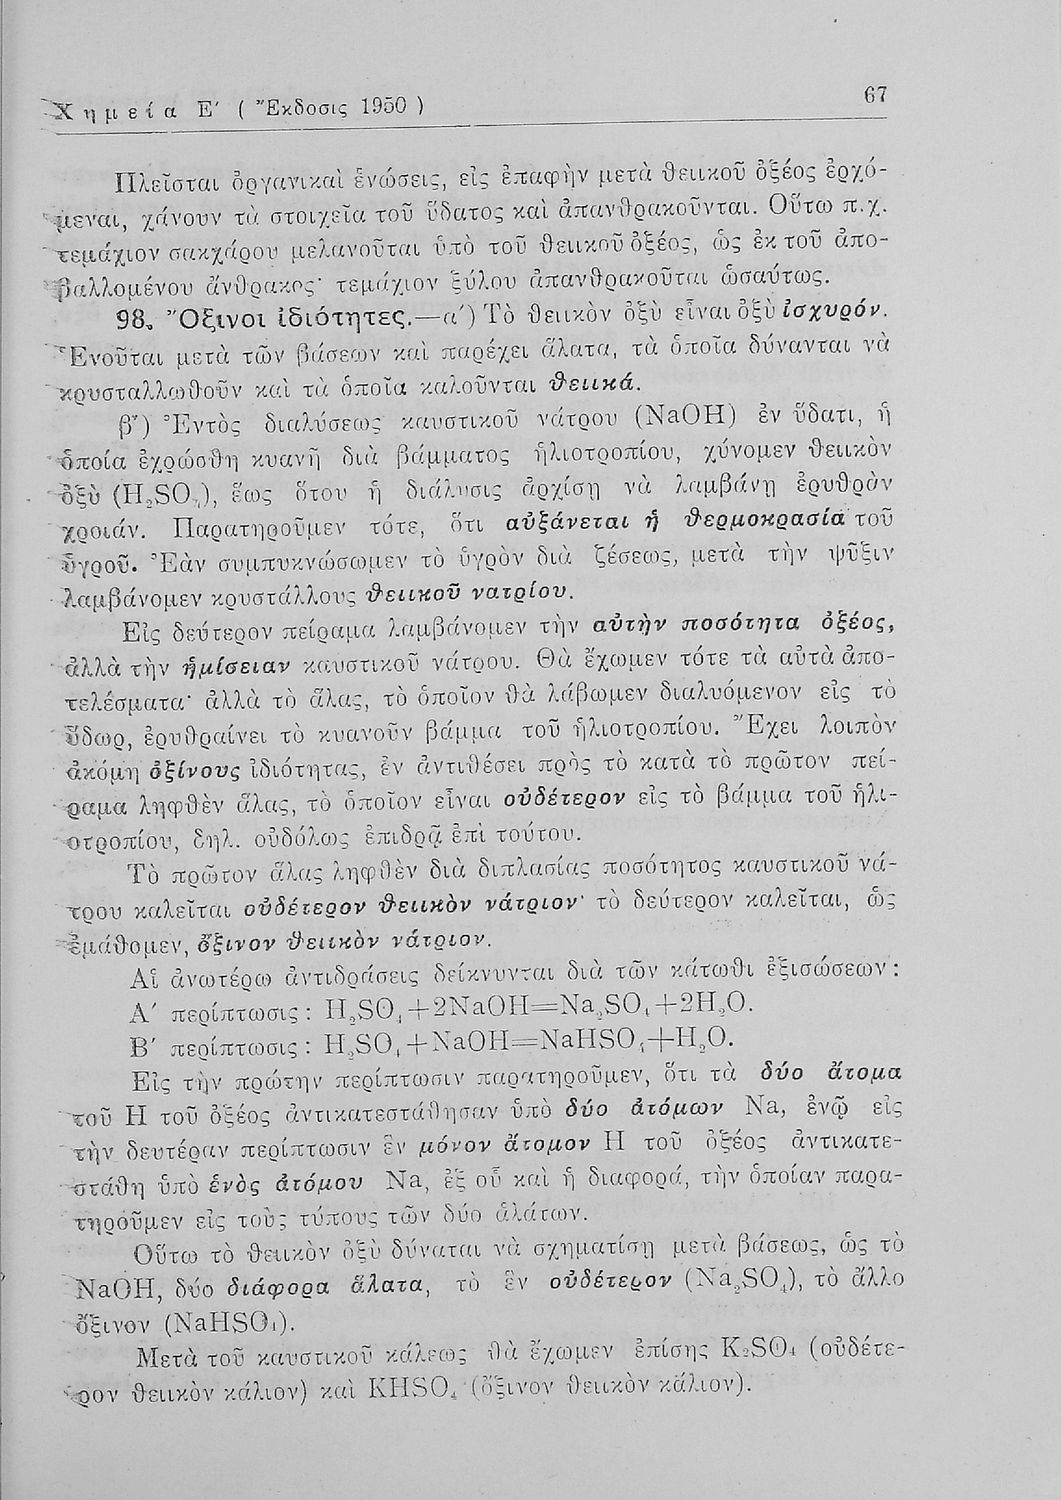 Χημεία Ε΄ ( Ἔκδοσις 1950 )
67
Πλεῖσται ὀργανικαὶ ἑνώσεις, εἰς ἐπαφὴν μετὰ θειικοῦ ὀξέος ἐρχό-
μεναι, χάνουν τὰ στοιχεῖα τοῦ ὕδατος καὶ ἀπανθρακοῦνται. Οὕτω π.χ.
τεμάχιον σακχάρου μελανοῦται ὑπὸ τοῦ θειικοῦ ὀξέος, ὡς ἐκ τοῦ ἀπο-
βαλλομένου ἄνθρακος· τεμάχιον ξύλου ἀπανθρακοῦται ὡσαύτως.
98. Ὄξινοι ἰδιότητες.—α΄) Τὸ θειικὸν ὀξὺ εἶναι ὀξὺ ἰσχυρόν.
Ἑνοῦται μετὰ τῶν βάσεων καὶ παρέχει ἅλατα, τὰ ὁποῖα δύνανται νὰ
κρυσταλλωθοῦν καὶ τὰ ὁποῖα καλοῦνται θειικά.
β΄) Ἐντὸς διαλύσεως καυστικοῦ νάτρου (NaOH) ἐν ὕδατι, ἡ
ὁποία ἐχρώσθη κυανῆ διὰ βάμματος ἡλιοτροπίου, χύνομεν θειικὸν
ὀξὺ (H₂SO₄), ἕως ὅτου ἡ διάλυσις ἀρχίσῃ νὰ λαμβάνῃ ἐρυθρὰν
χροιάν. Παρατηροῦμεν τότε, ὅτι αὐξάνεται ἡ θερμοκρασία τοῦ
ὑγροῦ. Ἐὰν συμπυκνώσωμεν τὸ ὑγρὸν διὰ ζέσεως, μετὰ τὴν ψῦξιν
λαμβάνομεν κρυστάλλους θειικοῦ νατρίου.
Εἰς δεύτερον πείραμα λαμβάνομεν τὴν αὐτὴν ποσότητα ὀξέος,
ἀλλὰ τὴν ἡμίσειαν καυστικοῦ νάτρου. Θὰ ἔχωμεν τότε τὰ αὐτὰ ἀπο-
τελέσματα· ἀλλὰ τὸ ἅλας, τὸ ὁποῖον θὰ λάβωμεν διαλυόμενον εἰς τὸ
ὕδωρ, ἐρυθραίνει τὸ κυανοῦν βάμμα τοῦ ἡλιοτροπίου. Ἔχει λοιπὸν
ἀκόμη ὀξίνους ἰδιότητας, ἐν ἀντιθέσει πρὸς τὸ κατὰ τὸ πρῶτον πεί-
ραμα ληφθὲν ἅλας, τὸ ὁποῖον εἶναι οὐδέτερον εἰς τὸ βάμμα τοῦ ἡλι-
οτροπίου, δηλ. οὐδόλως ἐπιδρᾷ ἐπὶ τούτου.
Τὸ πρῶτον ἅλας ληφθὲν διὰ διπλασίας ποσότητος καυστικοῦ νά-
τρου καλεῖται οὐδέτερον θειικὸν νάτριον· τὸ δεύτερον καλεῖται, ὡς
ἐμάθομεν, ὄξινον θειικὸν νάτριον.
Αἱ ἀνωτέρω ἀντιδράσεις δείκνυνται διὰ τῶν κάτωθι ἐξισώσεων:
Α΄ περίπτωσις: H₂SO₄+2NaOH=Na₂SO₄+2H₂O.
Β΄ περίπτωσις: H₂SO₄+NaOH=NaHSO₄+H₂O.
Εἰς τὴν πρώτην περίπτωσιν παρατηροῦμεν, ὅτι τὰ δύο ἄτομα
τοῦ H τοῦ ὀξέος ἀντικατεστάθησαν ὑπὸ δύο ἀτόμων Na, ἐνῷ εἰς
τὴν δευτέραν περίπτωσιν ἓν μόνον ἄτομον H τοῦ ὀξέος ἀντικατε-
στάθη ὑπὸ ἑνὸς ἀτόμου Na, ἐξ οὗ καὶ ἡ διαφορά, τὴν ὁποίαν παρα-
τηροῦμεν εἰς τοὺς τύπους τῶν δύο ἁλάτων.
Οὕτω τὸ θειικὸν ὀξὺ δύναται νὰ σχηματίσῃ μετὰ βάσεως, ὡς τὸ
NaOH, δύο διάφορα ἅλατα, τὸ ἓν οὐδέτερον (Na₂SO₄), τὸ ἄλλο
ὄξινον (NaHSO₄).
Μετὰ τοῦ καυστικοῦ κάλεως θὰ ἔχωμεν ἐπίσης K₂SO₄ (οὐδέτε-
ρον θειικὸν κάλιον) καὶ KHSO₄ (ὄξινον θειικὸν κάλιον).